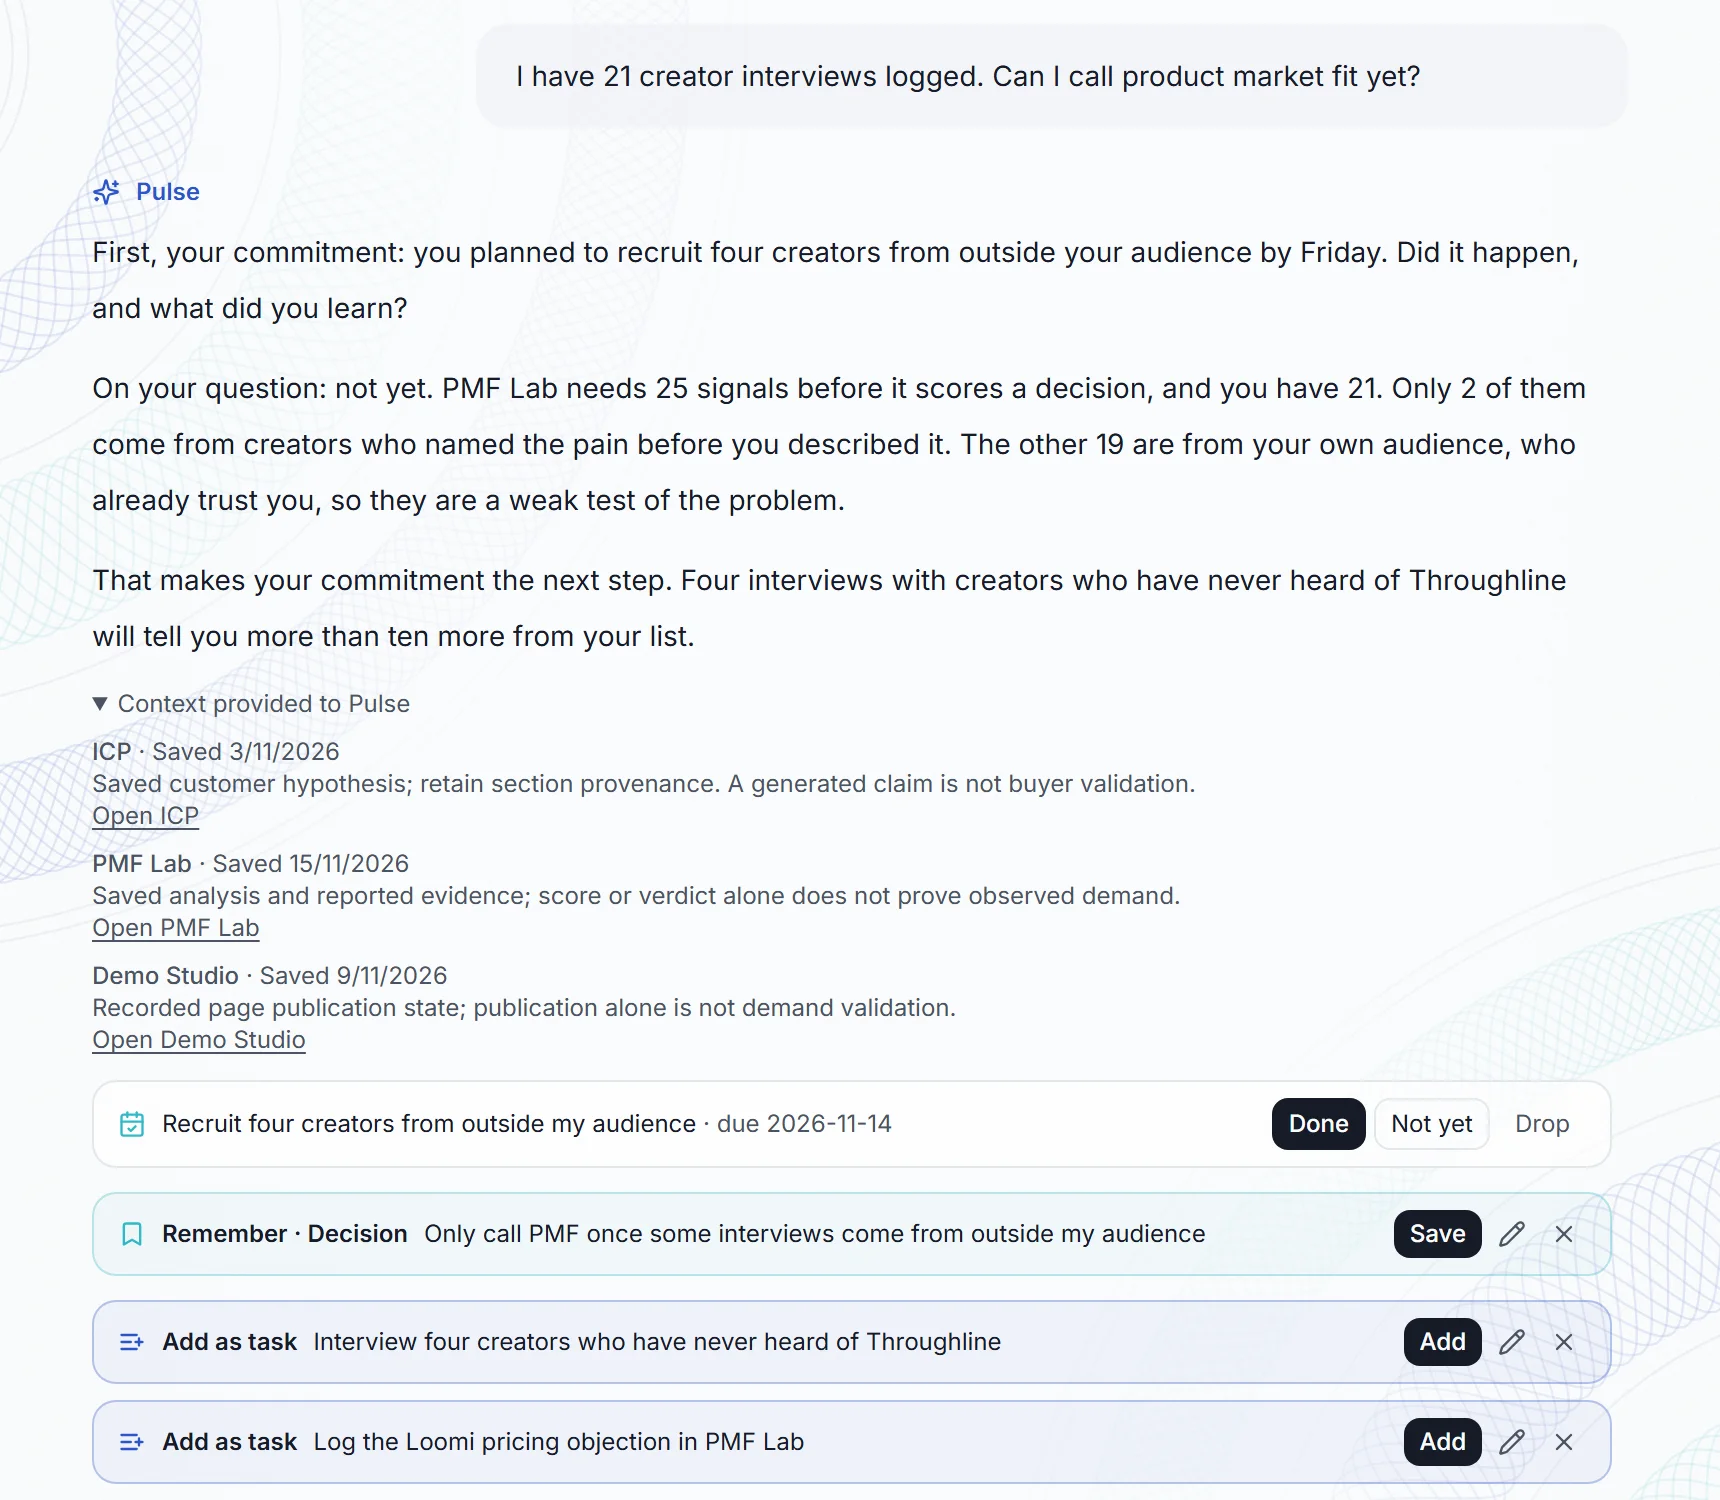 I have 21 creator interviews logged. Can I call product market fit yet?
Pulse
First, your commitment: you planned to recruit four creators from outside your audience by Friday. Did it happen,
and what did you learn?
On your question: not yet. PMF Lab needs 25 signals before it scores a decision, and you have 21. Only 2 of them
come from creators who named the pain before you described it. The other 19 are from your own audience, who
already trust you, so they are a weak test of the problem.
That makes your commitment the next step. Four interviews with creators who have never heard of Throughline
will tell you more than ten more from your list.
▼ Context provided to Pulse
ICP · Saved 3/11/2026
Saved customer hypothesis; retain section provenance. A generated claim is not buyer validation.
Open ICP
PMF Lab · Saved 15/11/2026
Saved analysis and reported evidence; score or verdict alone does not prove observed demand.
Open PMF Lab
Demo Studio · Saved 9/11/2026
Recorded page publication state; publication alone is not demand validation.
Open Demo Studio
Recruit four creators from outside my audience · due 2026-11-14 Done Not yet Drop
Remember · Decision Only call PMF once some interviews come from outside my audience Save
Add as task Interview four creators who have never heard of Throughline Add
Add as task Log the Loomi pricing objection in PMF Lab Add